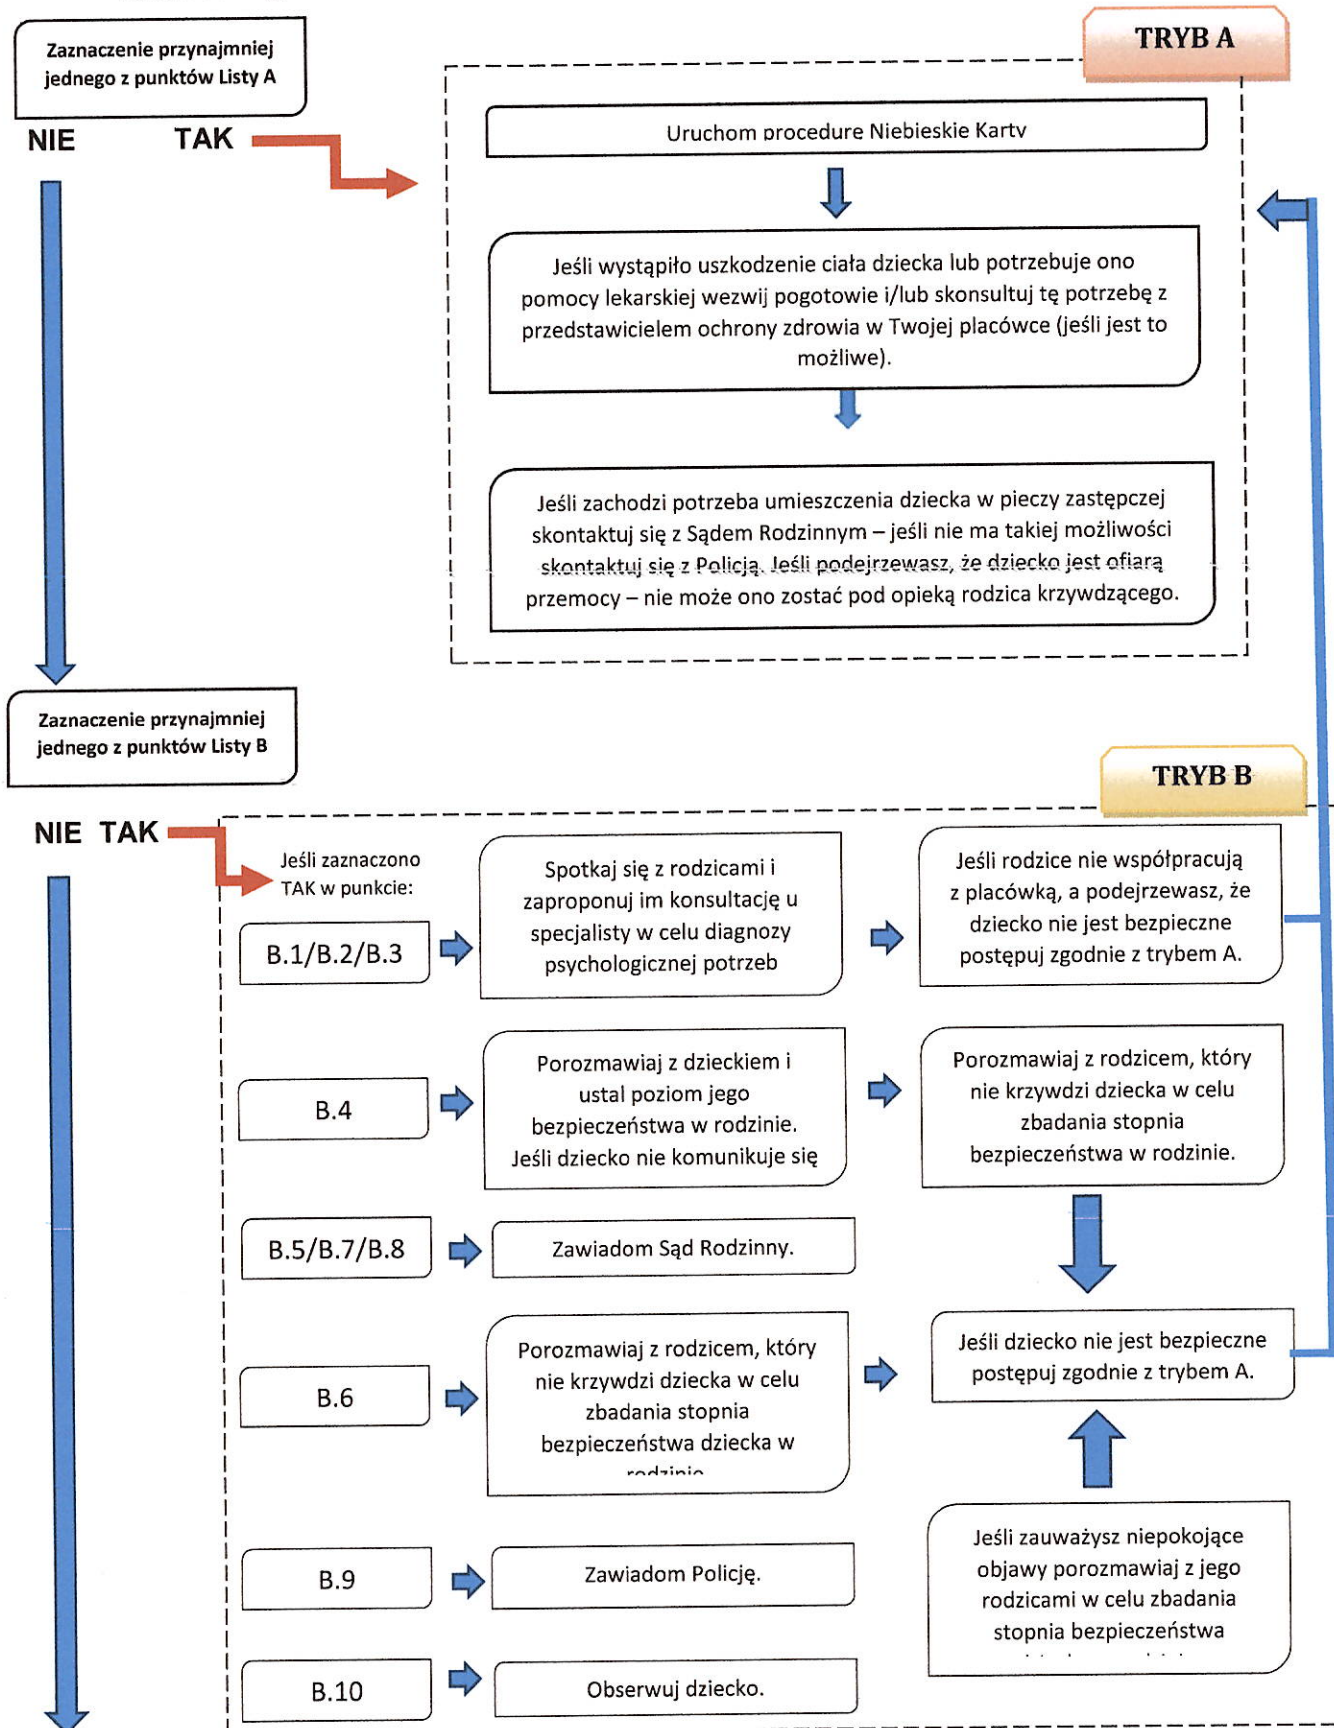 Zaznaczenie przynajmniej
jednego z punktów Listy A
NIE TAK
TRYB A
Uruchom procedurę Niebieskie Karty
Jeśli wystąpiło uszkodzenie ciała dziecka lub potrzebuje ono
pomocy lekarskiej wezwij pogotowie i/lub skonsultuj tę potrzebę z
przedstawicielem ochrony zdrowia w Twojej placówce (jeśli jest to
możliwe).
Jeśli zachodzi potrzeba umieszczenia dziecka w pieczy zastępczej
skontaktuj się z Sądem Rodzinnym – jeśli nie ma takiej możliwości
skontaktuj się z Policją. Jeśli podejrzewasz, że dziecko jest ofiarą
przemocy – nie może ono zostać pod opieką rodzica krzywdzącego.
Zaznaczenie przynajmniej
jednego z punktów Listy B
NIE TAK
TRYB B
Jeśli zaznaczono
TAK w punkcie:
B.1/B.2/B.3
Spotkaj się z rodzicami i
zaproponuj im konsultację u
specjalisty w celu diagnozy
psychologicznej potrzeb
Jeśli rodzice nie współpracują
z placówką, a podejrzewasz, że
dziecko nie jest bezpieczne
postępuj zgodnie z trybem A.
B.4
Porozmawiaj z dzieckiem i
ustal poziom jego
bezpieczeństwa w rodzinie.
Jeśli dziecko nie komunikuje się
Porozmawiaj z rodzicem, który
nie krzywdzi dziecka w celu
zbadania stopnia
bezpieczeństwa w rodzinie.
B.5/B.7/B.8
Zawiadom Sąd Rodzinny.
B.6
Porozmawiaj z rodzicem, który
nie krzywdzi dziecka w celu
zbadania stopnia
bezpieczeństwa dziecka w
rodzinie.
Jeśli dziecko nie jest bezpieczne
postępuj zgodnie z trybem A.
B.9
Zawiadom Policję.
Jeśli zauważysz niepokojące
objawy porozmawiaj z jego
rodzicami w celu zbadania
stopnia bezpieczeństwa
B.10
Obserwuj dziecko.